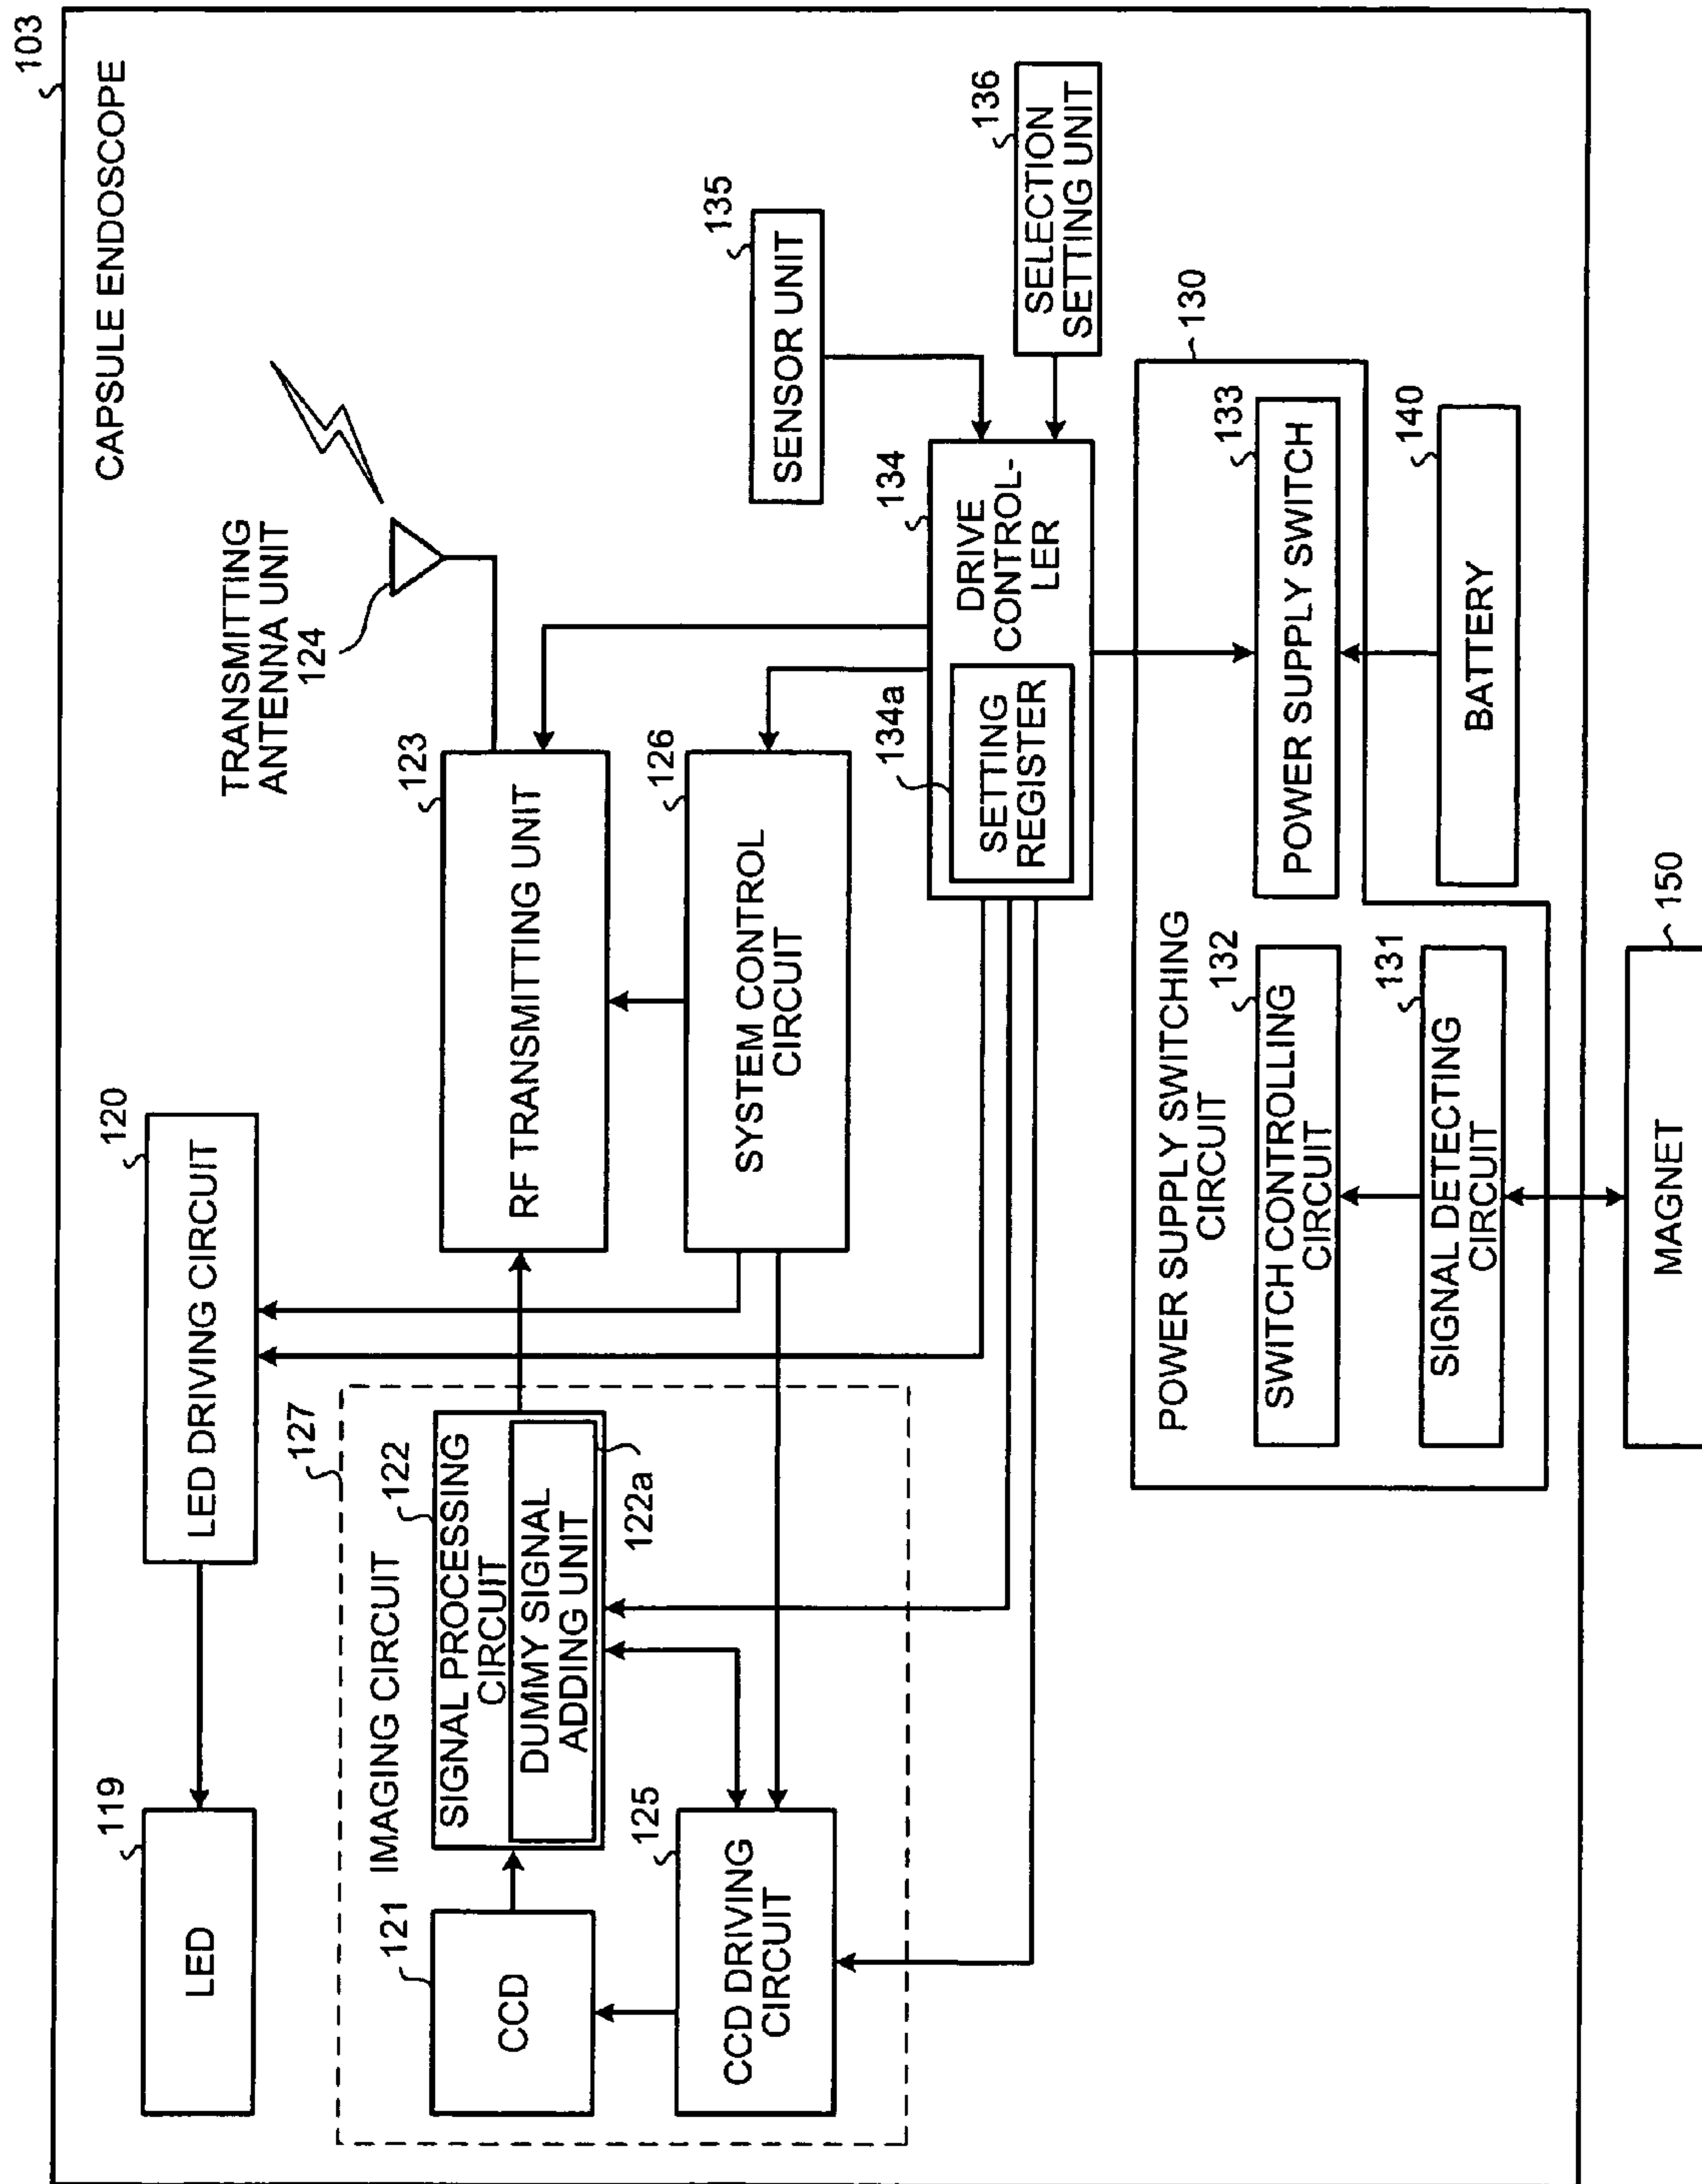 103
CAPSULE ENDOSCOPE
119
LED
120
LED DRIVING CIRCUIT
TRANSMITTING
ANTENNA UNIT
124
127
IMAGING CIRCUIT
121
CCD
122
SIGNAL PROCESSING
CIRCUIT
DUMMY SIGNAL
ADDING UNIT
122a
123
RF TRANSMITTING UNIT
125
CCD DRIVING
CIRCUIT
126
SYSTEM CONTROL
CIRCUIT
135
SENSOR UNIT
134
DRIVE
CONTROL-
LER
134a
SETTING
REGISTER
136
SELECTION
SETTING UNIT
130
POWER SUPPLY SWITCHING
CIRCUIT
132
SWITCH CONTROLLING
CIRCUIT
133
POWER SUPPLY SWITCH
131
SIGNAL DETECTING
CIRCUIT
140
BATTERY
150
MAGNET